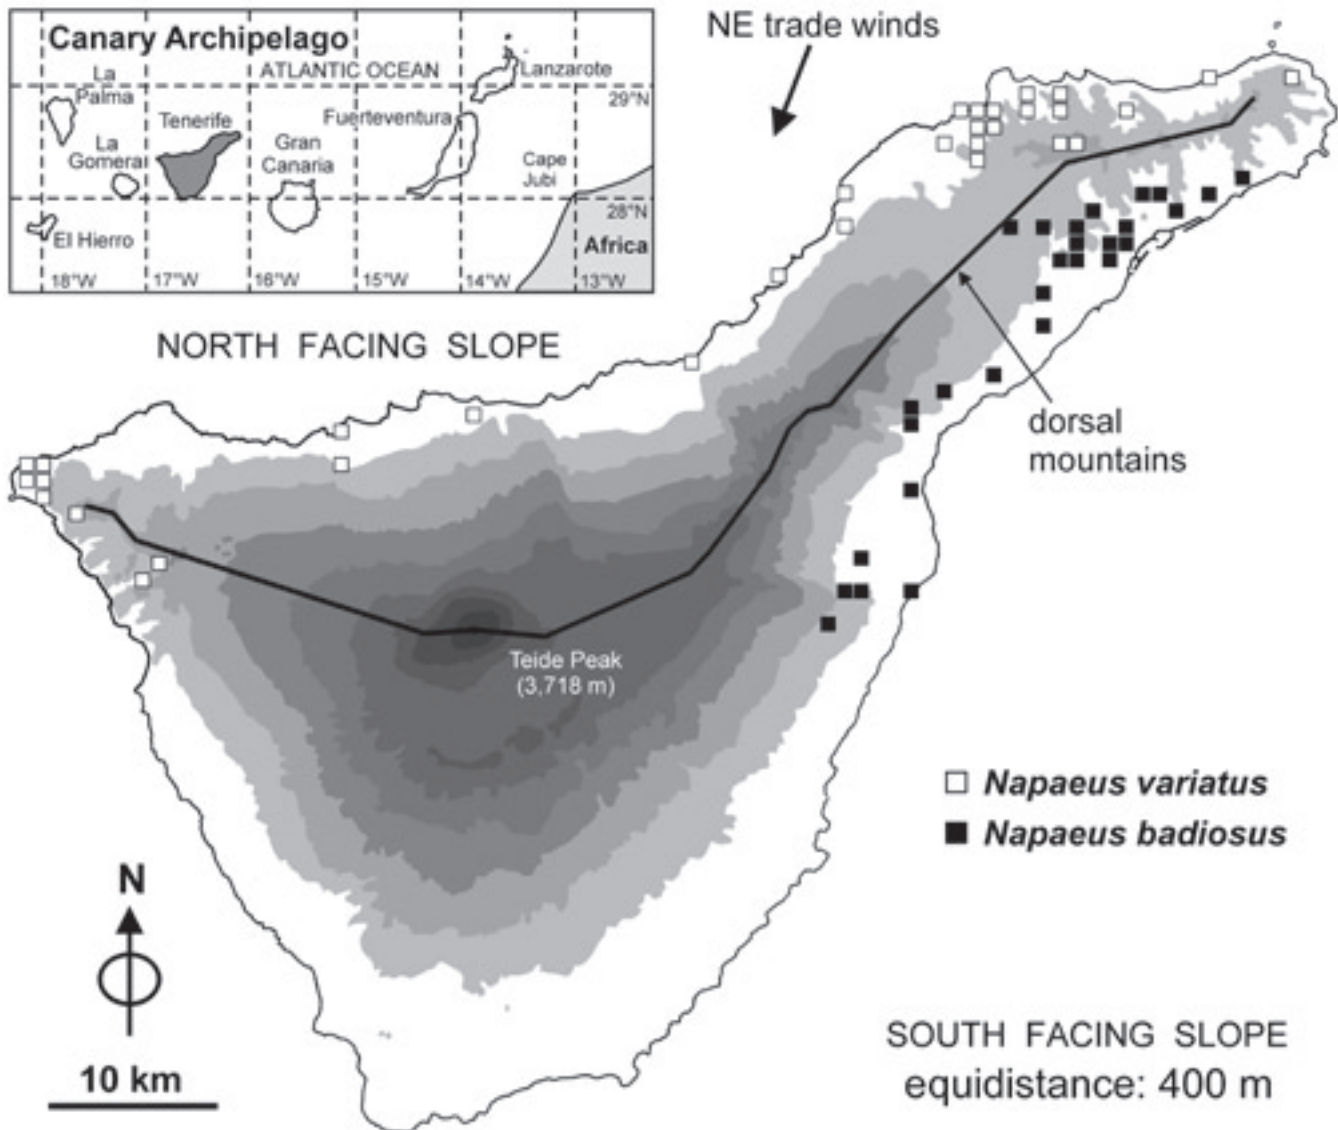 Canary Archipelago
La
Palma
ATLANTIC OCEAN
Lanzarote
29°N
Tenerife
Fuerteventura
La
Gomera
Gran
Canaria
Cape
Jubi
28°N
El Hierro
Africa
18°W
17°W
16°W
15°W
14°W
13°W
NE trade winds
NORTH FACING SLOPE
dorsal
mountains
Teide Peak
(3,718 m)
Napaeus variatus
Napaeus badiosus
N
10 km
SOUTH FACING SLOPE
equidistance: 400 m